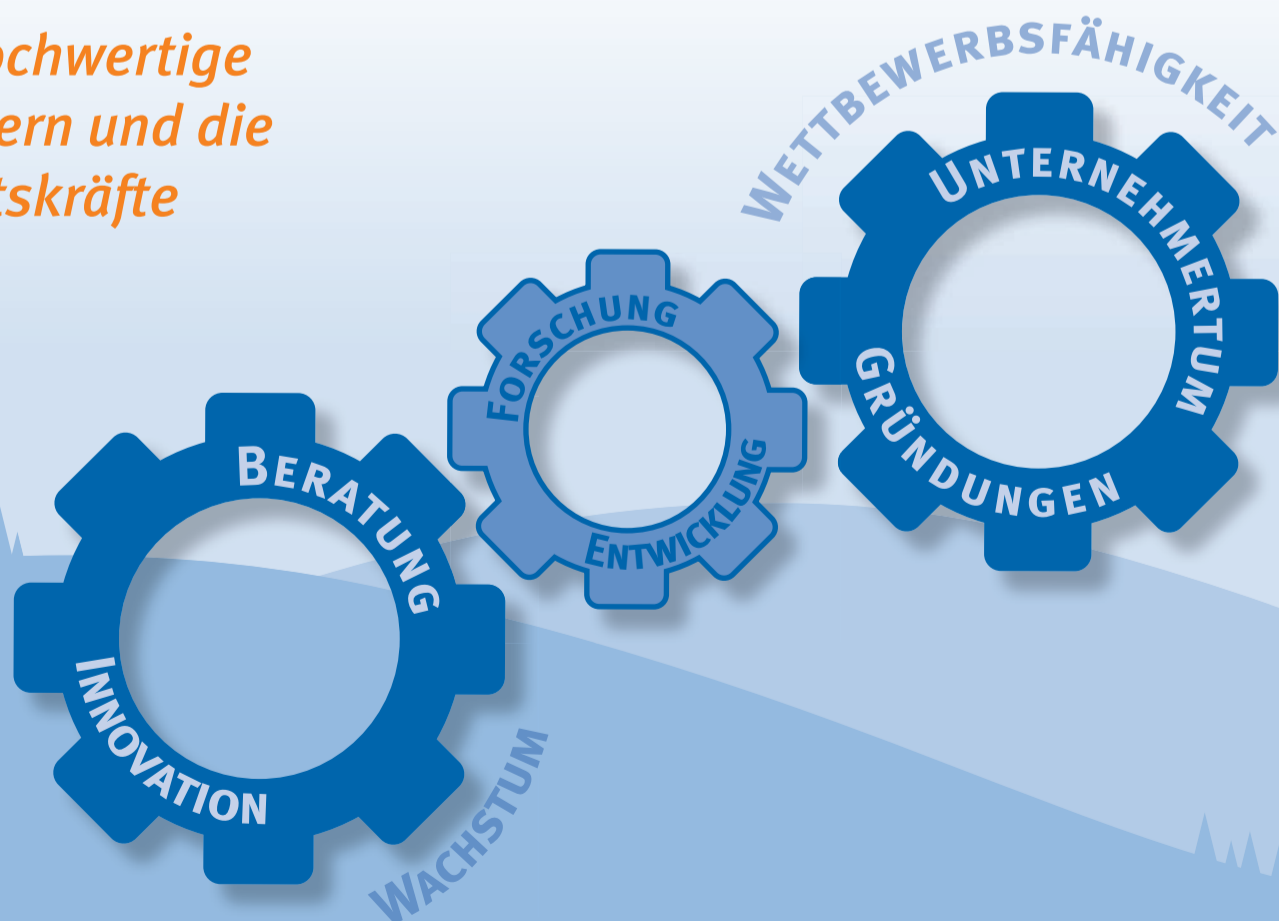 ochwertige
ern und die
tskräfte
WETTBEWERBSFÄHIGKEIT
UNTERNEHMERTUM
GRÜNDUNGEN
FORSCHUNG
ENTWICKLUNG
BERATUNG
INNOVATION
WACHSTUM